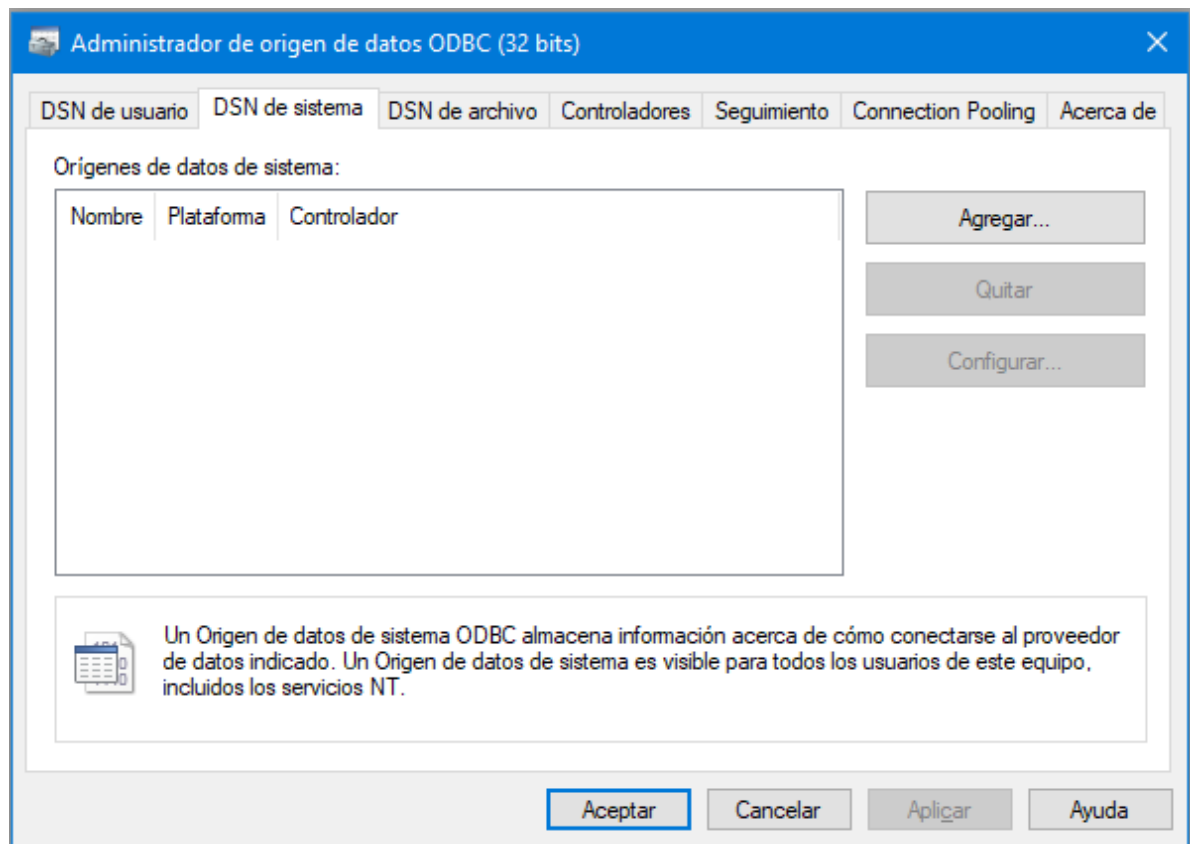 Administrador de origen de datos ODBC (32 bits)
DSN de usuario DSN de sistema DSN de archivo Controladores Seguimiento Connection Pooling Acerca de
Orígenes de datos de sistema:
Nombre Plataforma Controlador
Agregar...
Quitar
Configurar...
Un Origen de datos de sistema ODBC almacena información acerca de cómo conectarse al proveedor
de datos indicado. Un Origen de datos de sistema es visible para todos los usuarios de este equipo,
incluidos los servicios NT.
Aceptar Cancelar Aplicar Ayuda